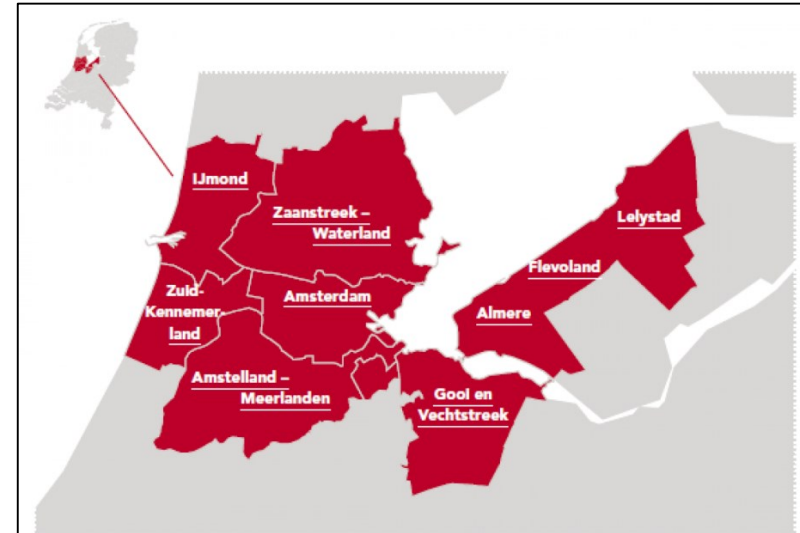 IJmond
Zaanstreek –
Waterland
Lelystad
Flevoland
Zuid-
Kennemer
land
Amsterdam
Almere
Amstelland –
Meerlanden
Gooi en
Vechtstreek